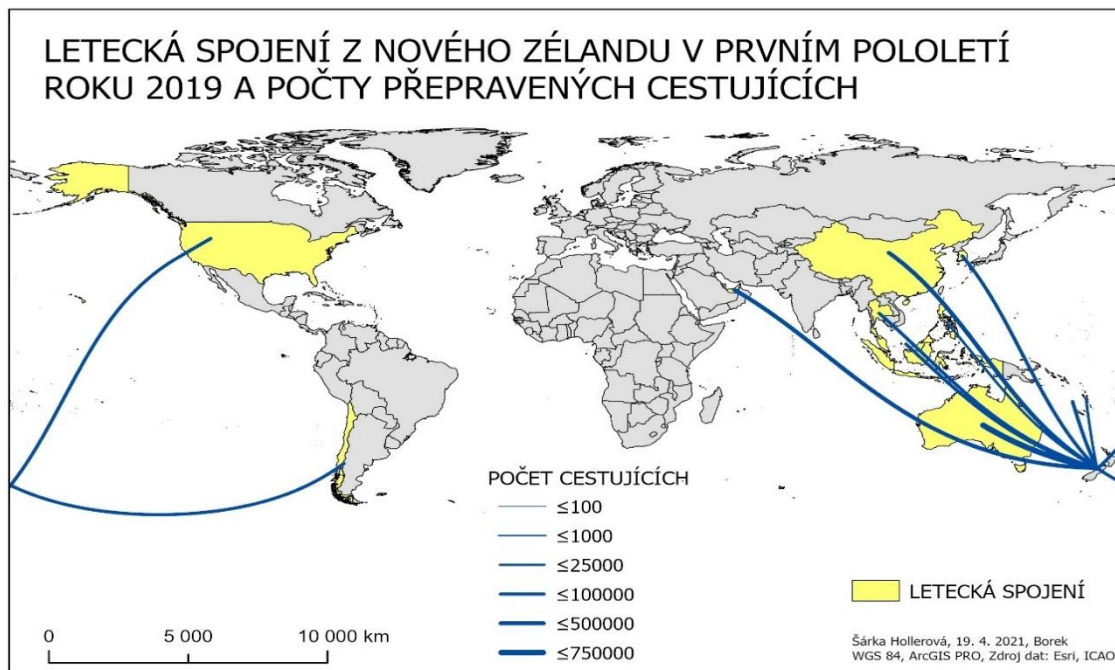 LETECKÁ SPOJENÍ Z NOVÉHO ZÉLANDU V PRVNÍM POLOLETÍ
ROKU 2019 A POČTY PŘEPRAVENÝCH CESTUJÍCÍCH
POČET CESTUJÍCÍCH
≤100
≤1000
≤25000
≤100000
≤500000
≤750000
LETECKÁ SPOJENÍ
0 5 000 10 000 km
Šárka Hollerová, 19. 4. 2021, Borek
WGS 84, ArcGIS PRO, Zdroj dat: Esri, ICAO